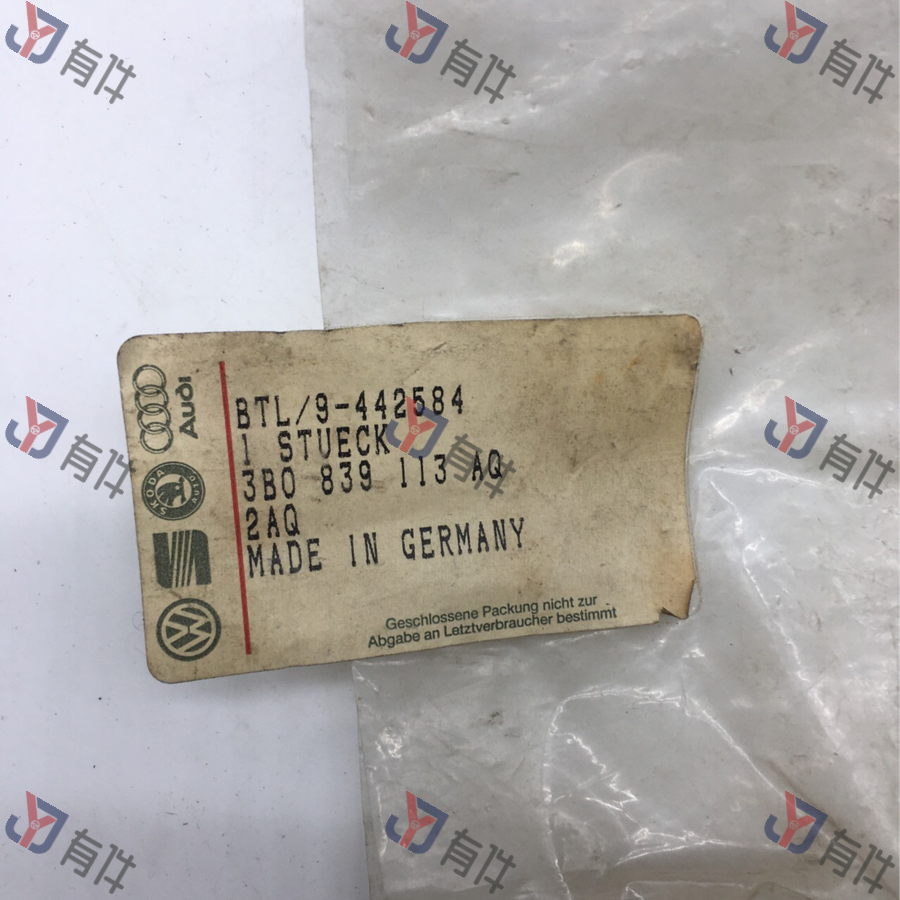 有件
有件
有件
Audi
SKODA
AUTO
BTL/9-442584
1 STUECK
3B0 839 113 AQ
2AQ
MADE IN GERMANY
Geschlossene Packung nicht zur
Abgabe an Letztverbraucher bestimmt
有件
有件
有件
有件
有件
有件